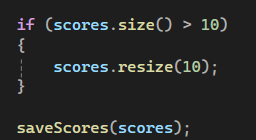 if (scores.size() > 10)
{
    scores.resize(10);
}
saveScores(scores);